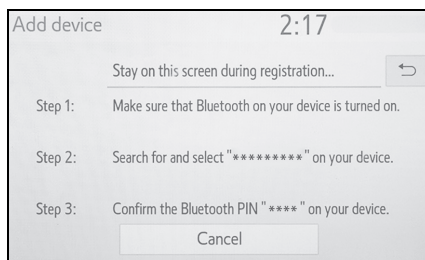 Add device 2:17
Stay on this screen during registration...
Step 1: Make sure that Bluetooth on your device is turned on.
Step 2: Search for and select "*********" on your device.
Step 3: Confirm the Bluetooth PIN "****" on your device.
Cancel